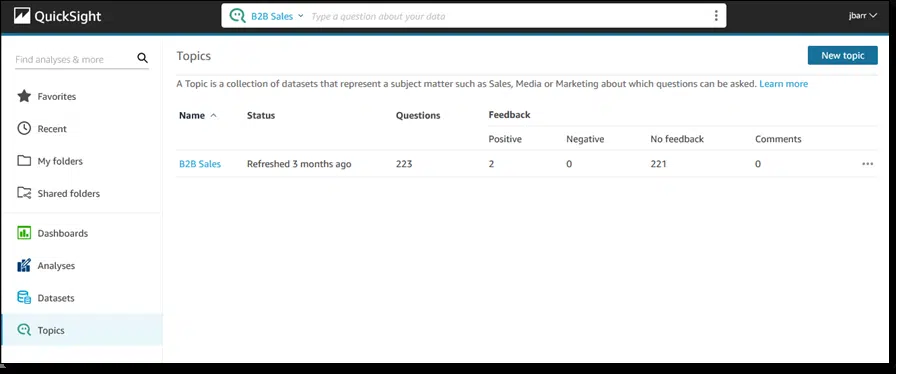 QuickSight
B2B Sales
Type a question about your data
jbarr
Find analyses & more
Favorites
Recent
My folders
Shared folders
Dashboards
Analyses
Datasets
Topics
Topics
New topic
A Topic is a collection of datasets that represent a subject matter such as Sales, Media or Marketing about which questions can be asked. Learn more
Name Status Questions Feedback
Positive Negative No feedback Comments
B2B Sales Refreshed 3 months ago 223 2 0 221 0